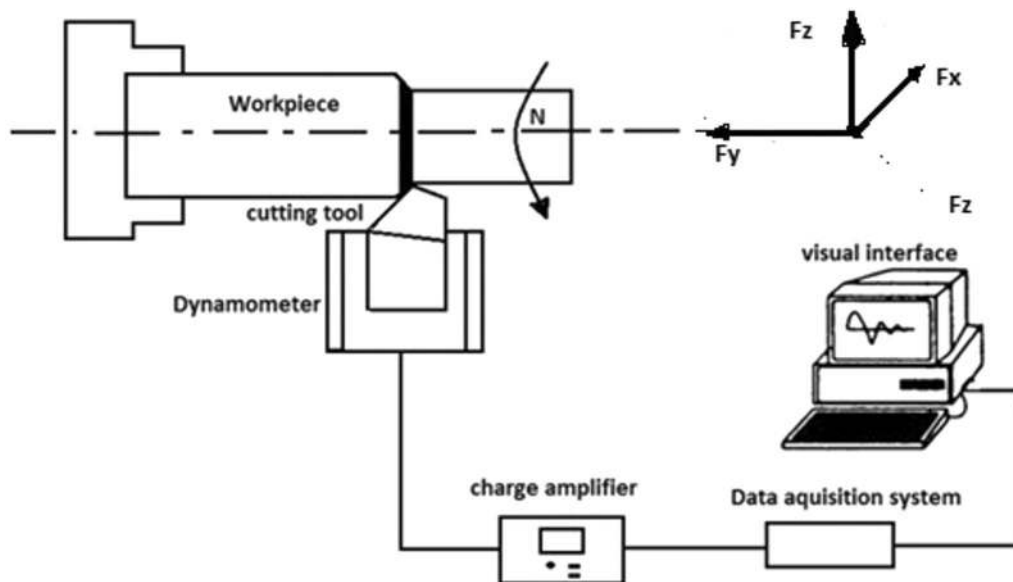 Fz
Fx
Workpiece
N
Fy
cutting tool
Fz
visual interface
Dynamometer
charge amplifier
Data aquisition system